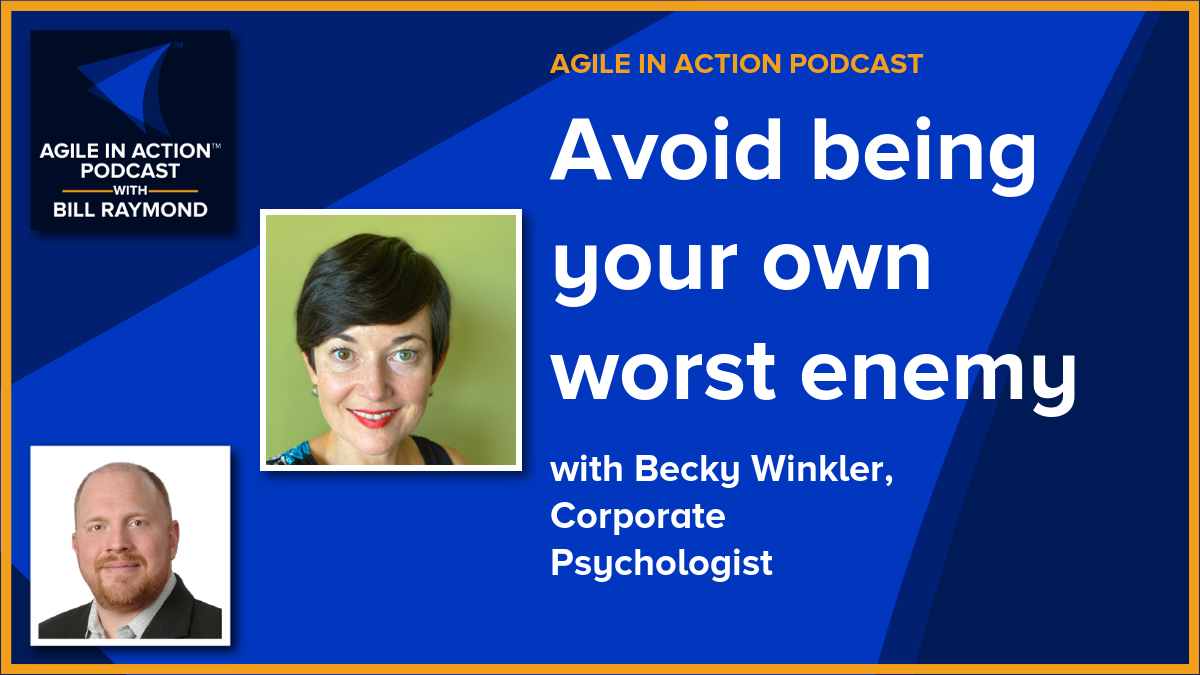 AGILE IN ACTION™
PODCAST
WITH
BILL RAYMOND
AGILE IN ACTION PODCAST
Avoid being
your own
worst enemy
with Becky Winkler,
Corporate
Psychologist